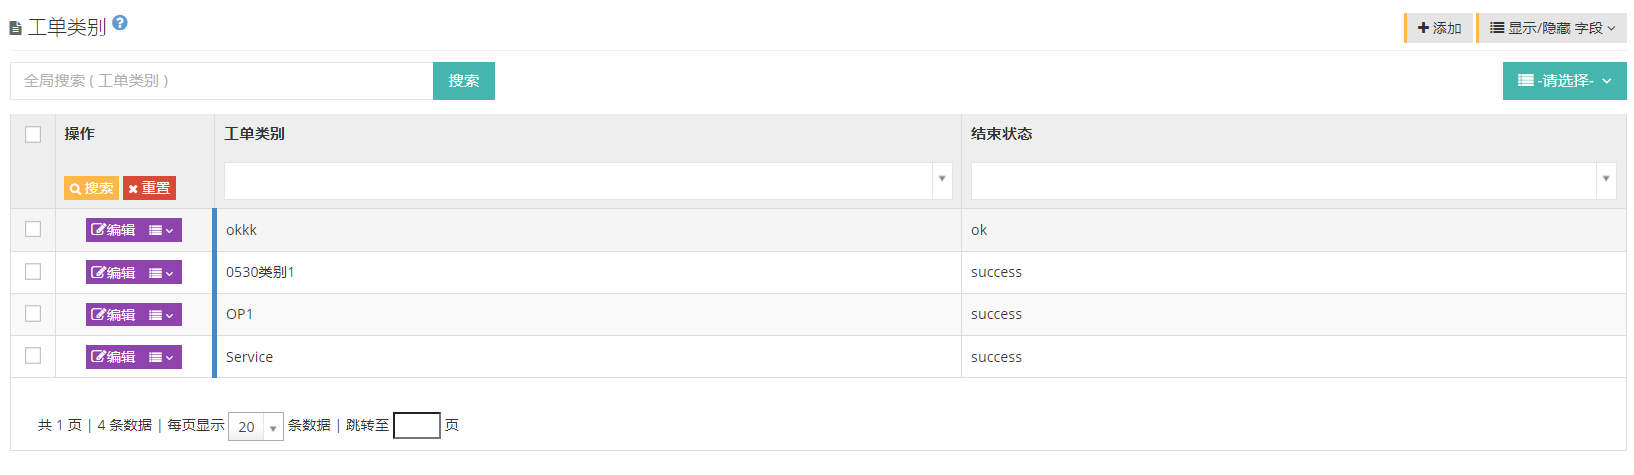 工单类别
添加
显示/隐藏 字段
全局搜索 ( 工单类别 )
搜索
-请选择-
操作
工单类别
结束状态
搜索
重置
编辑
okkk
ok
编辑
0530类别1
success
编辑
OP1
success
编辑
Service
success
共 1 页 | 4 条数据 | 每页显示 20 条数据 | 跳转至 页